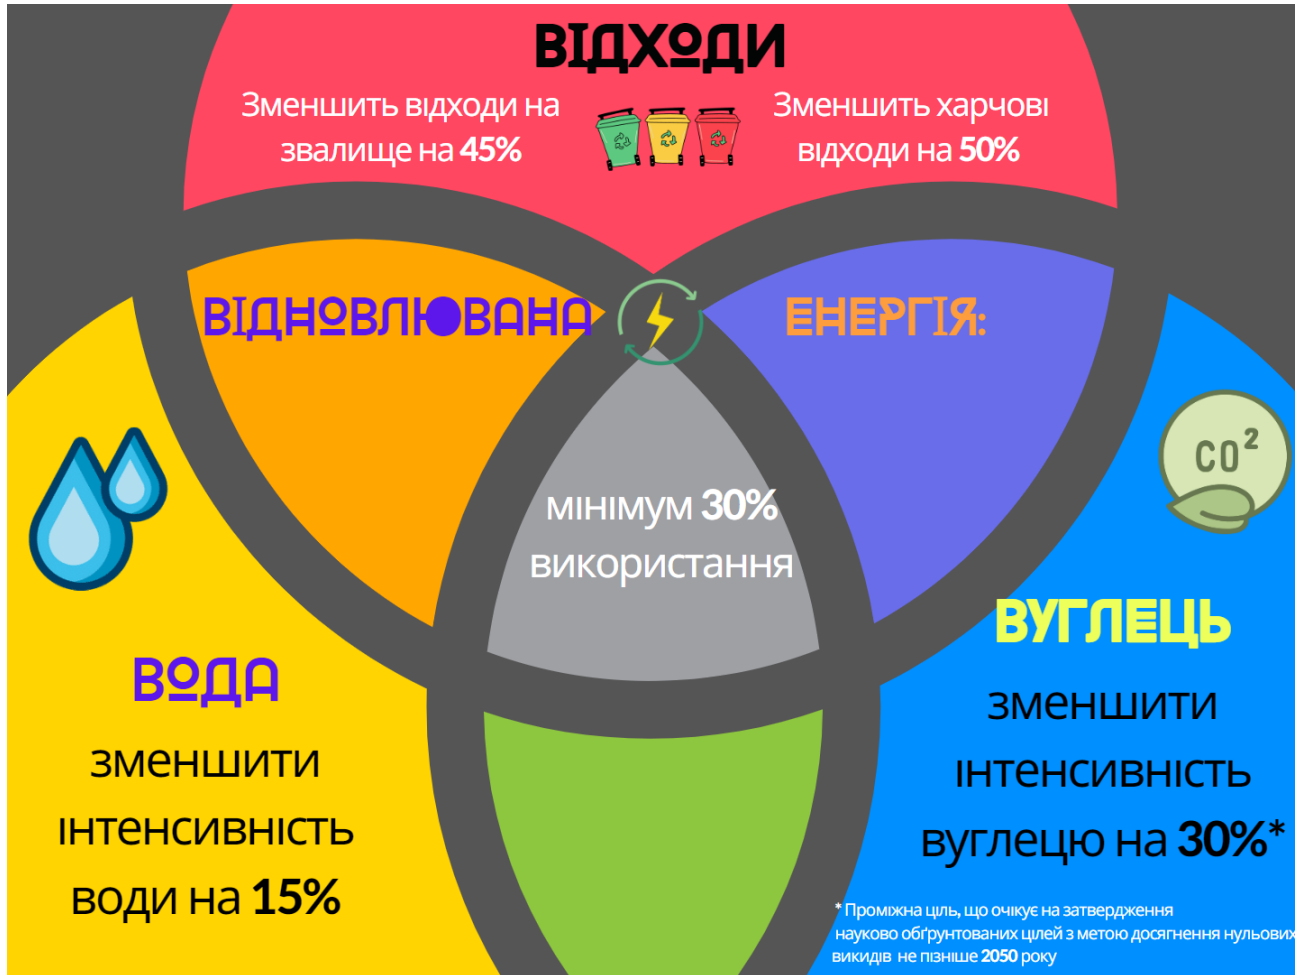 ВІДХОДИ
Зменшить відходи на
звалище на 45%
Зменшить харчові
відходи на 50%
ВІДНОВЛЮВАНА
ЕНЕРГІЯ:
мінімум 30%
використання
CO²
ВОДА
зменшити
інтенсивність
води на 15%
ВУГЛЕЦЬ
зменшити
інтенсивність
вуглецю на 30%*
* Проміжна ціль, що очікує на затвердження
науково обґрунтованих цілей з метою досягнення нульових
викидів не пізніше 2050 року